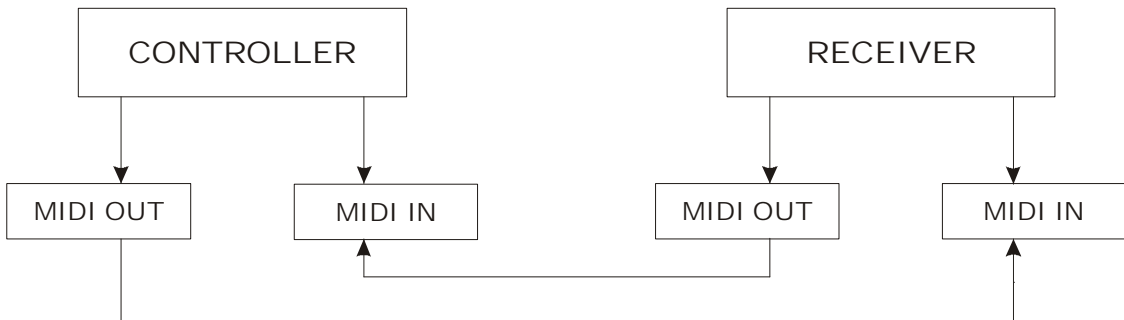 CONTROLLER
RECEIVER
MIDI OUT
MIDI IN
MIDI OUT
MIDI IN